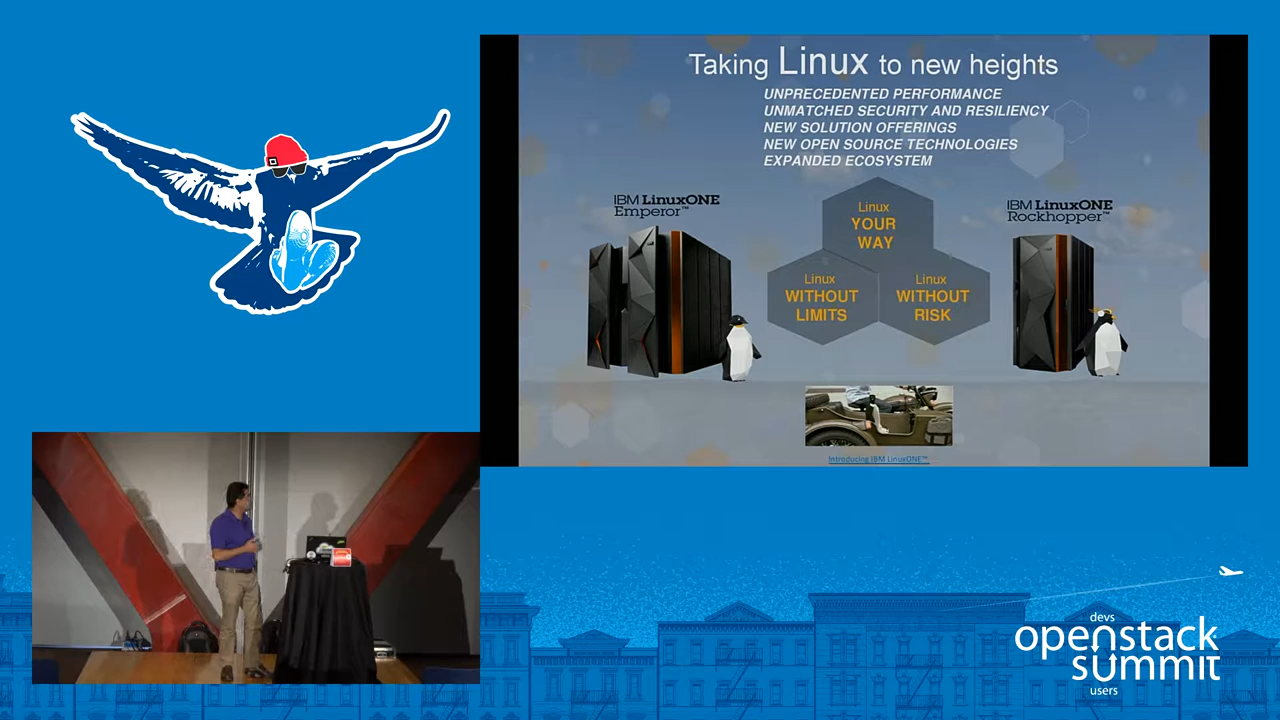 Taking Linux to new heights
UNPRECEDENTED PERFORMANCE
UNMATCHED SECURITY AND RESILIENCY
NEW SOLUTION OFFERINGS
NEW OPEN SOURCE TECHNOLOGIES
EXPANDED ECOSYSTEM
IBM LinuxONE
Emperor™
Linux
YOUR
WAY
IBM LinuxONE
Rockhopper™
Linux
WITHOUT
LIMITS
Linux
WITHOUT
RISK
Introducing IBM LinuxONE™
devs
openstack
summit
users